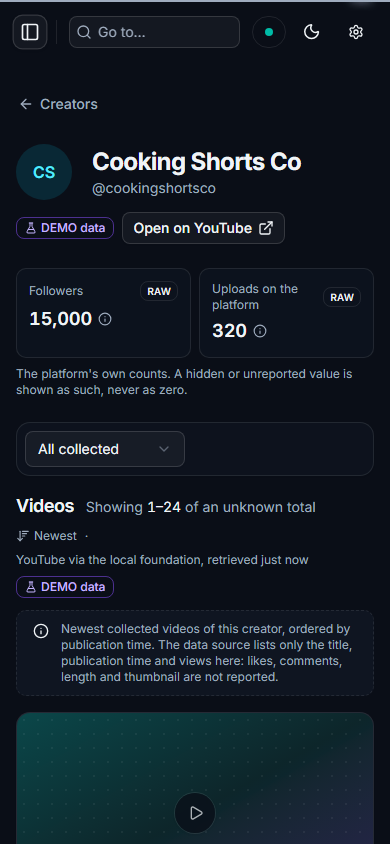 Go to...
Creators
CS
Cooking Shorts Co
@cookingshortsco
DEMO data
Open on YouTube
Followers
RAW
15,000
Uploads on the
platform
RAW
320
The platform's own counts. A hidden or unreported value is
shown as such, never as zero.
All collected
Videos Showing 1–24 of an unknown total
Newest ·
YouTube via the local foundation, retrieved just now
DEMO data
Newest collected videos of this creator, ordered by
publication time. The data source lists only the title,
publication time and views here: likes, comments,
length and thumbnail are not reported.